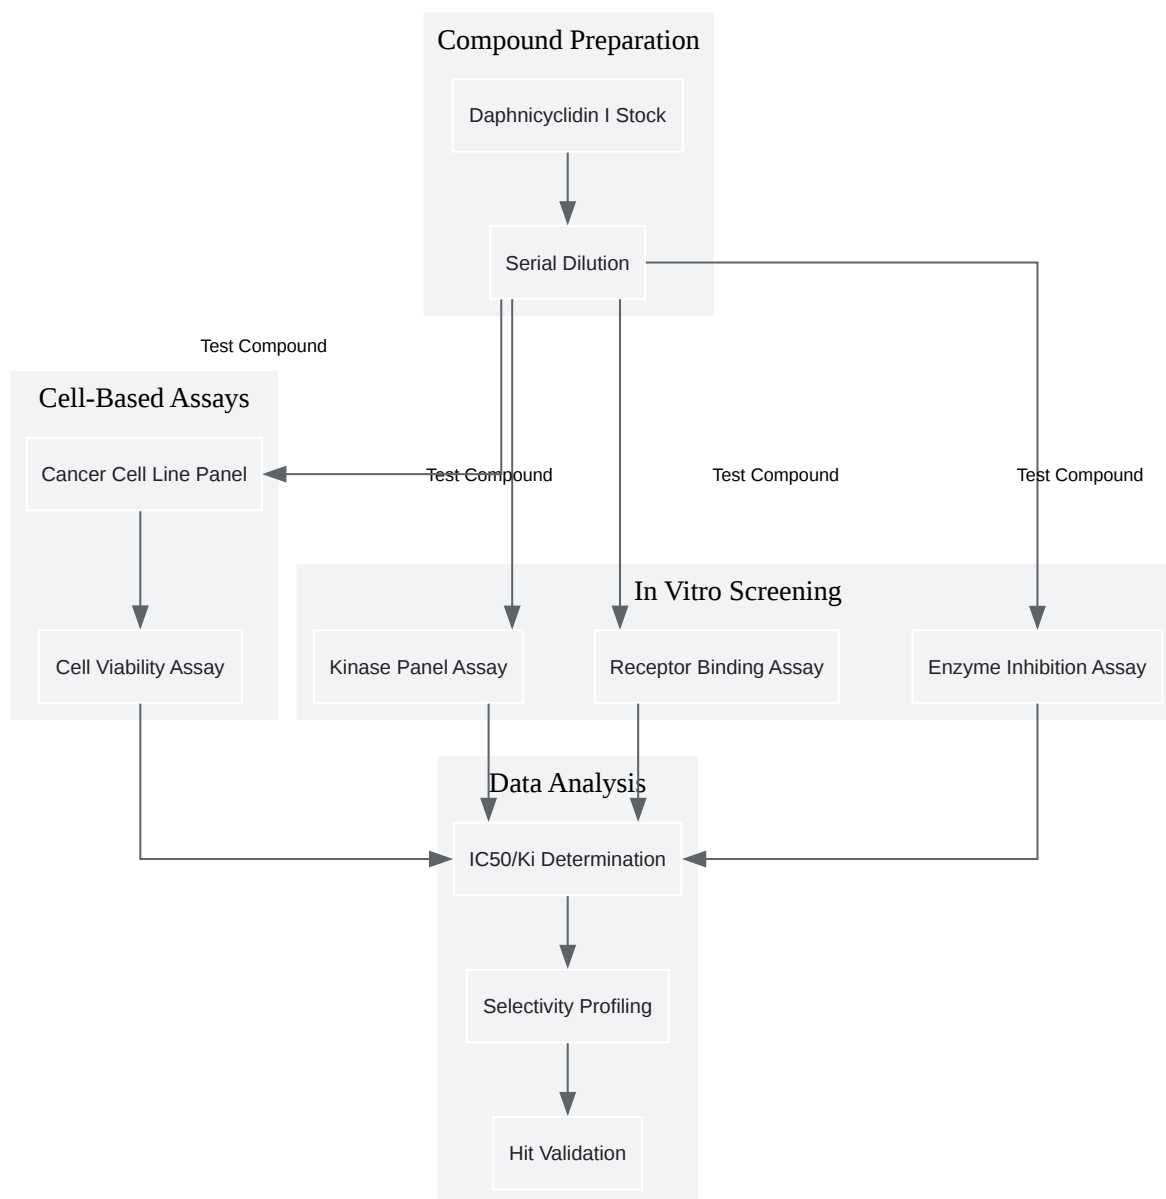 Compound Preparation
Daphnicyclidin I Stock
Serial Dilution
Test Compound
Cell-Based Assays
Cancer Cell Line Panel
Test Compound
Test Compound
Test Compound
In Vitro Screening
Cell Viability Assay
Kinase Panel Assay
Receptor Binding Assay
Enzyme Inhibition Assay
Data Analysis
IC50/Ki Determination
Selectivity Profiling
Hit Validation